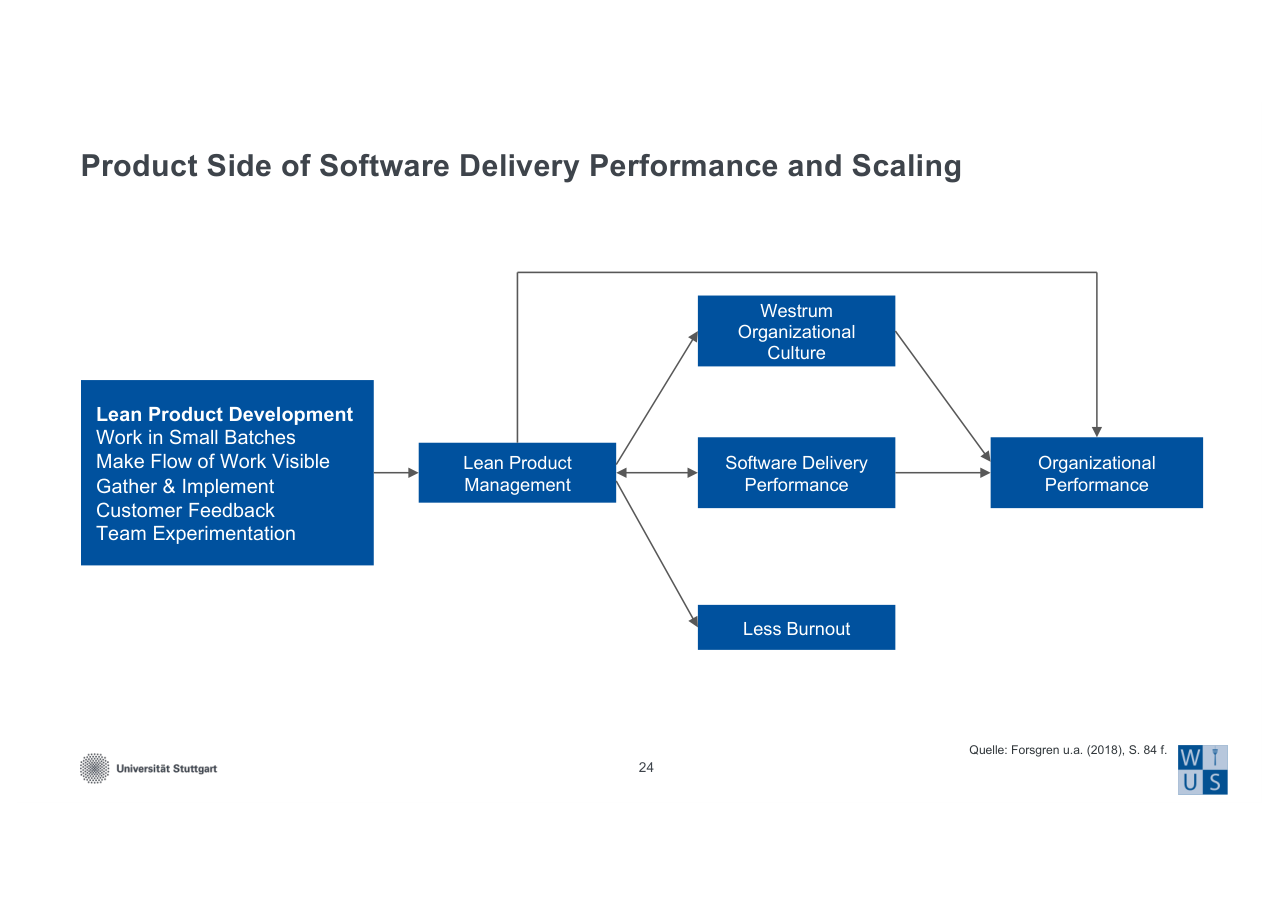 Product Side of Software Delivery Performance and Scaling
Westrum
Organizational
Culture
Lean Product Development
Work in Small Batches
Make Flow of Work Visible
Gather & Implement
Customer Feedback
Team Experimentation
Lean Product
Management
Software Delivery
Performance
Organizational
Performance
Less Burnout
Quelle: Forsgren u.a. (2018), S. 84 f.
Universität Stuttgart
24
W i
U S